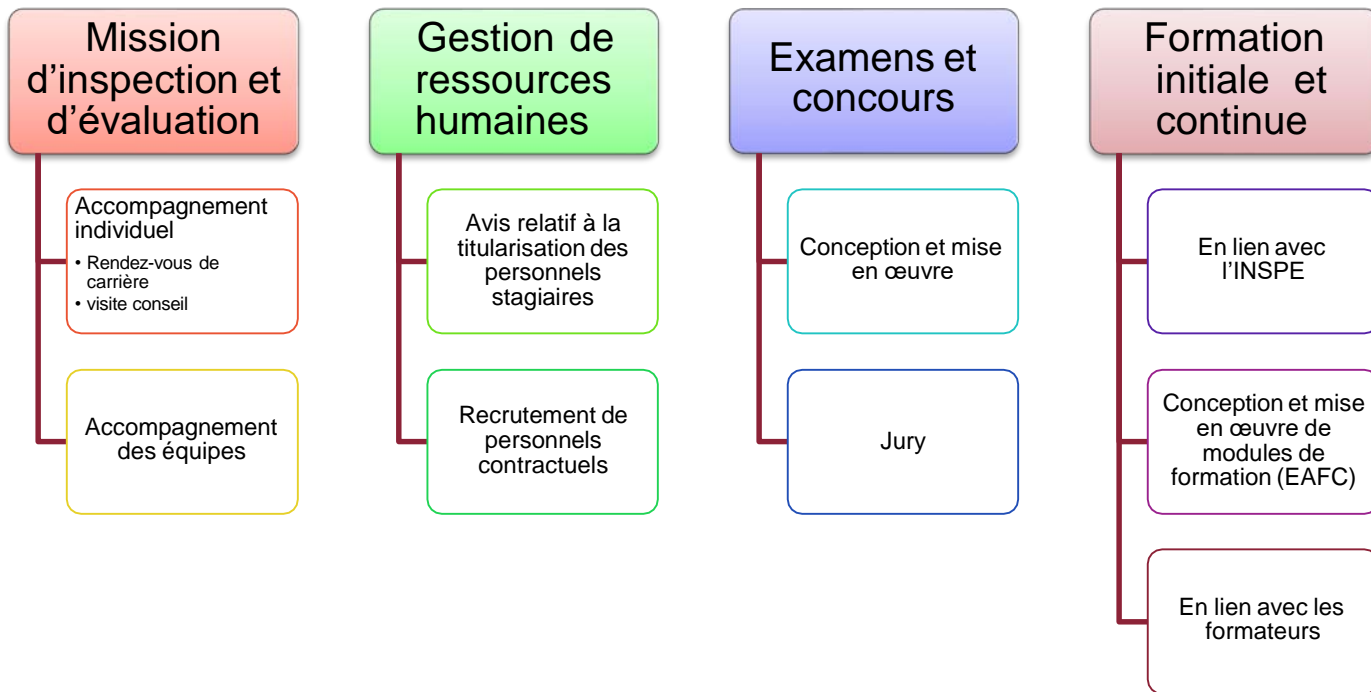 Mission
d’inspection et
d’évaluation
Accompagnement
individuel
• Rendez-vous de
carrière
• visite conseil
Accompagnement
des équipes
Gestion de
ressources
humaines
Avis relatif à la
titularisation des
personnels
stagiaires
Recrutement de
personnels
contractuels
Examens et
concours
Conception et mise
en œuvre
Jury
Formation
initiale et
continue
En lien avec
l’INSPE
Conception et mise
en œuvre de
modules de
formation (EAFC)
En lien avec les
formateurs